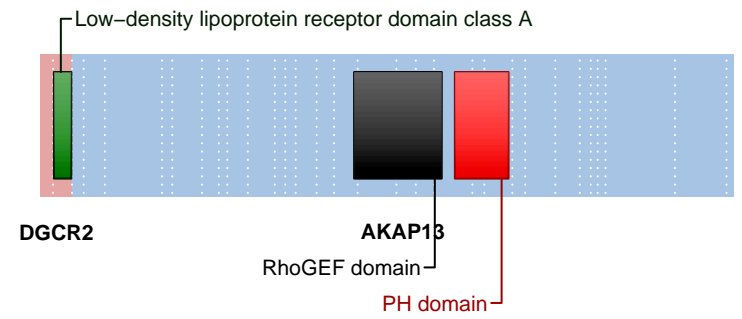 Low−density lipoprotein receptor domain class A
DGCR2
AKAP13
RhoGEF domain
PH domain